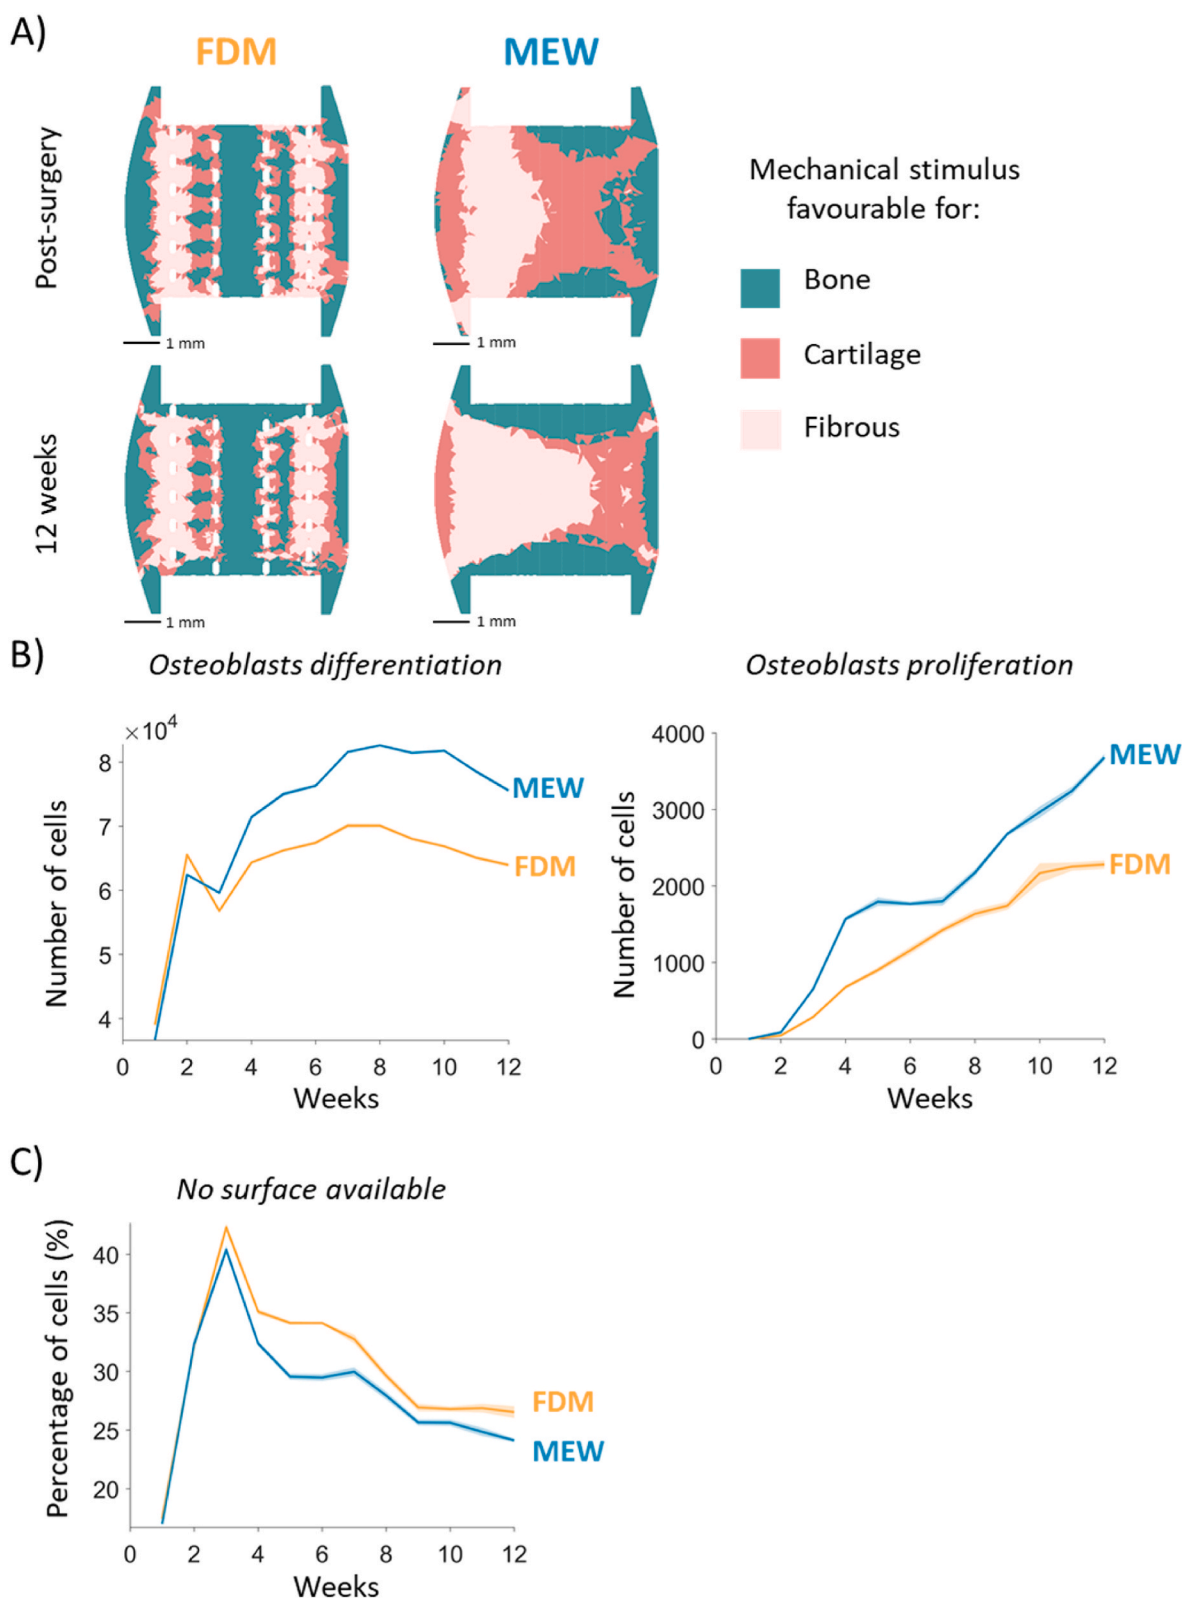 A)
FDM
MEW
Post-surgery
1 mm
1 mm
12 weeks
1 mm
1 mm
Mechanical stimulus
favourable for:
Bone
Cartilage
Fibrous
B)
Osteoblasts differentiation
×10⁴
Number of cells
8
7
6
5
4
0 2 4 6 8 10 12
Weeks
MEW
FDM
Osteoblasts proliferation
Number of cells
4000
3000
2000
1000
0
0 2 4 6 8 10 12
Weeks
MEW
FDM
C)
No surface available
Percentage of cells (%)
40
35
30
25
20
0 2 4 6 8 10 12
Weeks
FDM
MEW